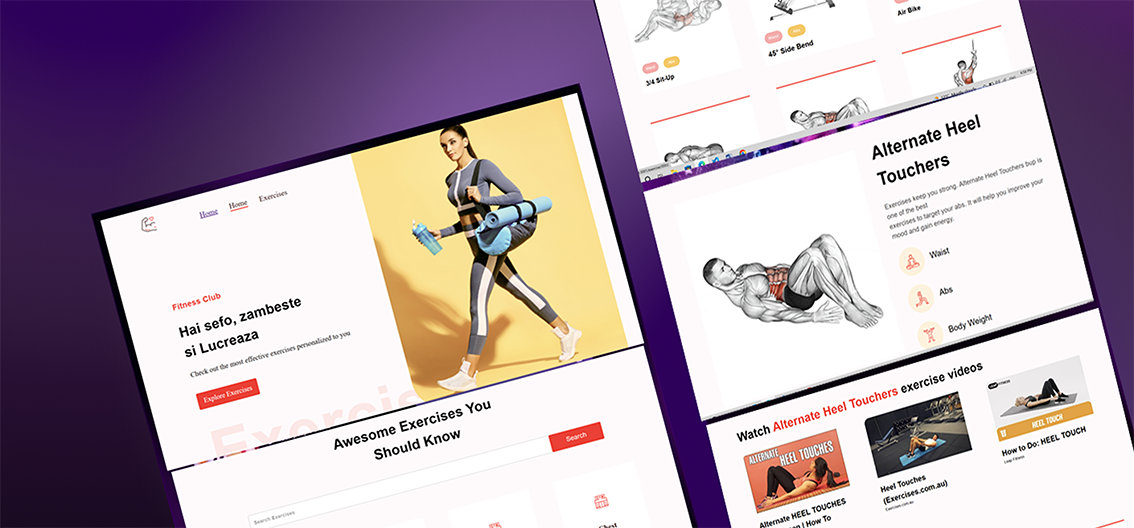 Home
Home
Exercises
Fitness Club
Hai sefo, zambeste
si Lucreaza
Check out the most effective exercises personalized to you
Explore Exercises
Exercis
Awesome Exercises You
Should Know
Search Exercises
Search
Chest
3/4 Sit-Up
45° Side Bend
Air Bike
Alternate Heel
Touchers
Exercises keep you strong. Alternate Heel Touchers bup is
one of the best
exercises to target your abs. It will help you improve your
mood and gain energy.
Waist
Abs
Body Weight
Watch Alternate Heel Touchers exercise videos
ALTERNATE
HEEL TOUCHES
Alternate HEEL TOUCHES
| How To
Heel Touches
(Exercises.com.au)
Exercises.com.au
HEEL TOUCH
How to Do: HEEL TOUCH